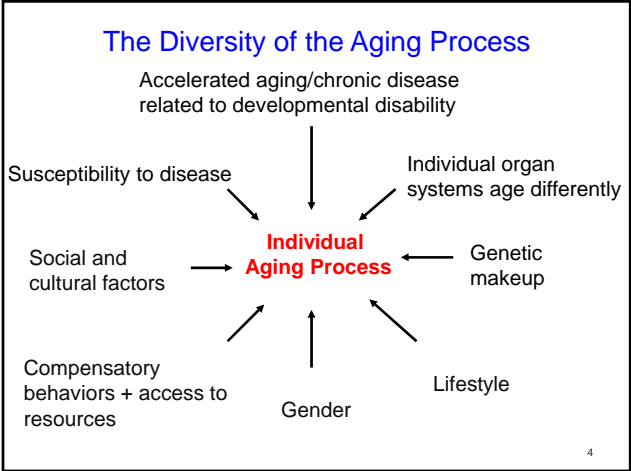 The Diversity of the Aging Process
Accelerated aging/chronic disease
related to developmental disability
Susceptibility to disease
Individual organ
systems age differently
Individual
Aging Process
Social and
cultural factors
Genetic
makeup
Compensatory
behaviors + access to
resources
Gender
Lifestyle
4